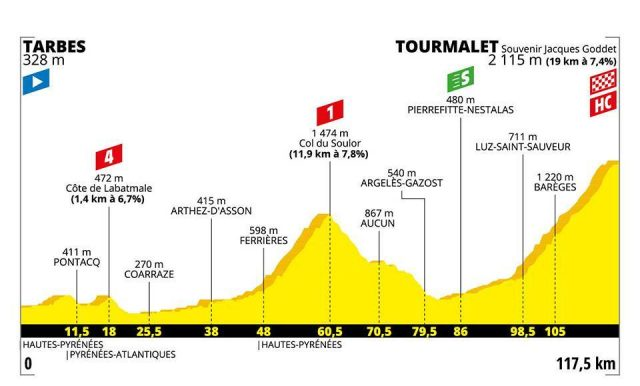 TARBES
328 m
TOURMALET Souvenir Jacques Goddet
2 115 m (19 km à 7,4%)
HC
S
480 m
PIERREFITTE-NESTALAS
1
1 474 m
Col du Soulor
(11,9 km à 7,8%)
711 m
LUZ-SAINT-SAUVEUR
4
472 m
Côte de Labatmale
(1,4 km à 6,7%)
540 m
ARGELÈS-GAZOST
1 220 m
BARÈGES
415 m
ARTHEZ-D'ASSON
867 m
AUCUN
598 m
FERRIÈRES
411 m
PONTACQ
270 m
COARRAZE
11,5 18 25,5 38 48 60,5 70,5 79,5 86 98,5 105
HAUTES-PYRÉNÉES
PYRÉNÉES-ATLANTIQUES
HAUTES-PYRÉNÉES
0
117,5 km